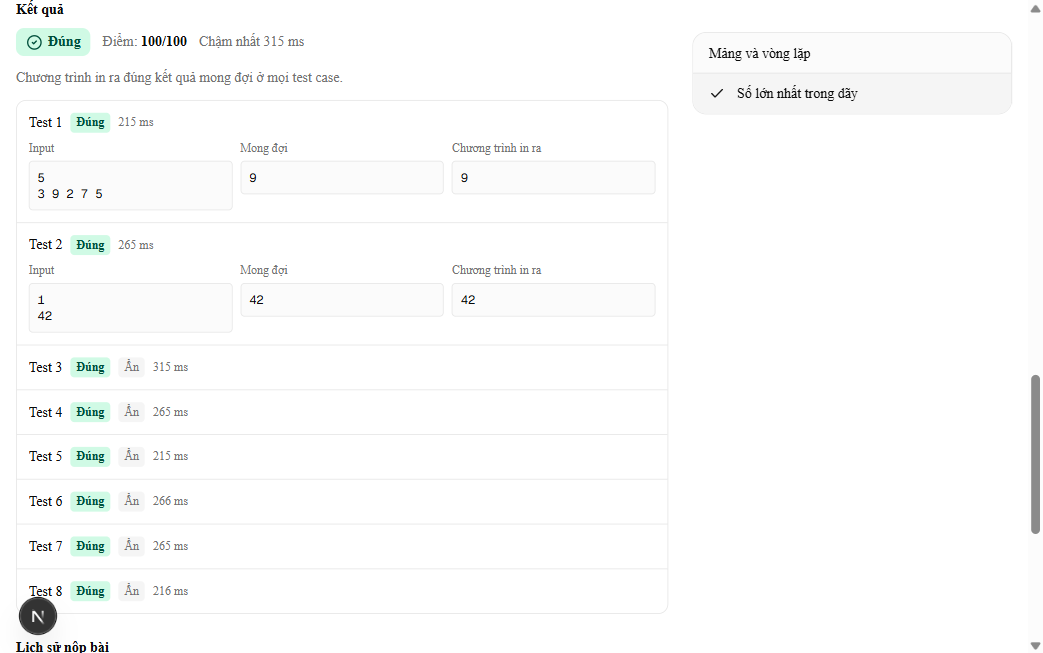 Kết quả
Đúng Điểm: 100/100 Chậm nhất 315 ms
Chương trình in ra đúng kết quả mong đợi ở mọi test case.
Test 1 Đúng 215 ms
Input Mong đợi Chương trình in ra
5 9 9
3 9 2 7 5
Test 2 Đúng 265 ms
Input Mong đợi Chương trình in ra
1 42 42
42
Test 3 Đúng Ẩn 315 ms
Test 4 Đúng Ẩn 265 ms
Test 5 Đúng Ẩn 215 ms
Test 6 Đúng Ẩn 266 ms
Test 7 Đúng Ẩn 265 ms
Test 8 Đúng Ẩn 216 ms
N
Lịch sử nộp bài
Mảng và vòng lặp
Số lớn nhất trong dãy